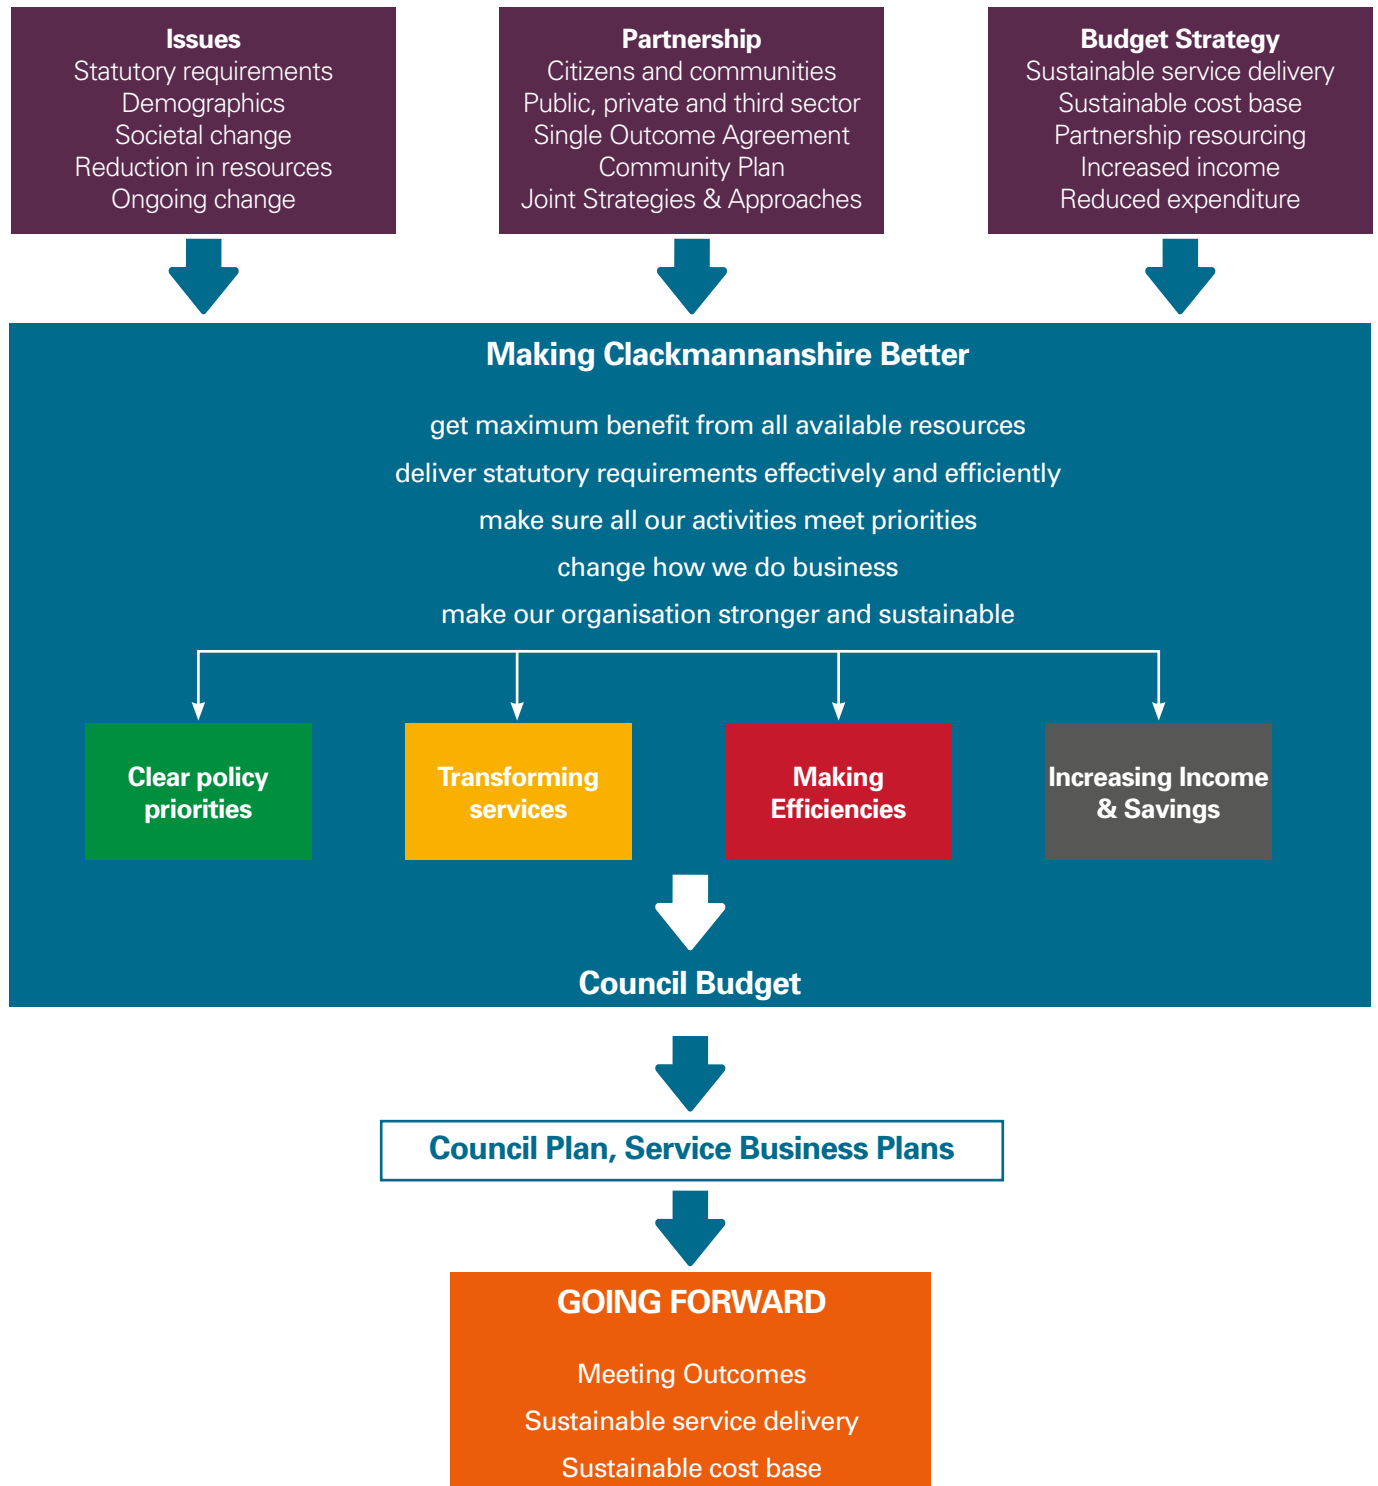 Issues
Statutory requirements
Demographics
Societal change
Reduction in resources
Ongoing change
Partnership
Citizens and communities
Public, private and third sector
Single Outcome Agreement
Community Plan
Joint Strategies & Approaches
Budget Strategy
Sustainable service delivery
Sustainable cost base
Partnership resourcing
Increased income
Reduced expenditure
Making Clackmannanshire Better
get maximum benefit from all available resources
deliver statutory requirements effectively and efficiently
make sure all our activities meet priorities
change how we do business
make our organisation stronger and sustainable
Clear policy
priorities
Transforming
services
Making
Efficiencies
Increasing Income
& Savings
Council Budget
Council Plan, Service Business Plans
GOING FORWARD
Meeting Outcomes
Sustainable service delivery
Sustainable cost base